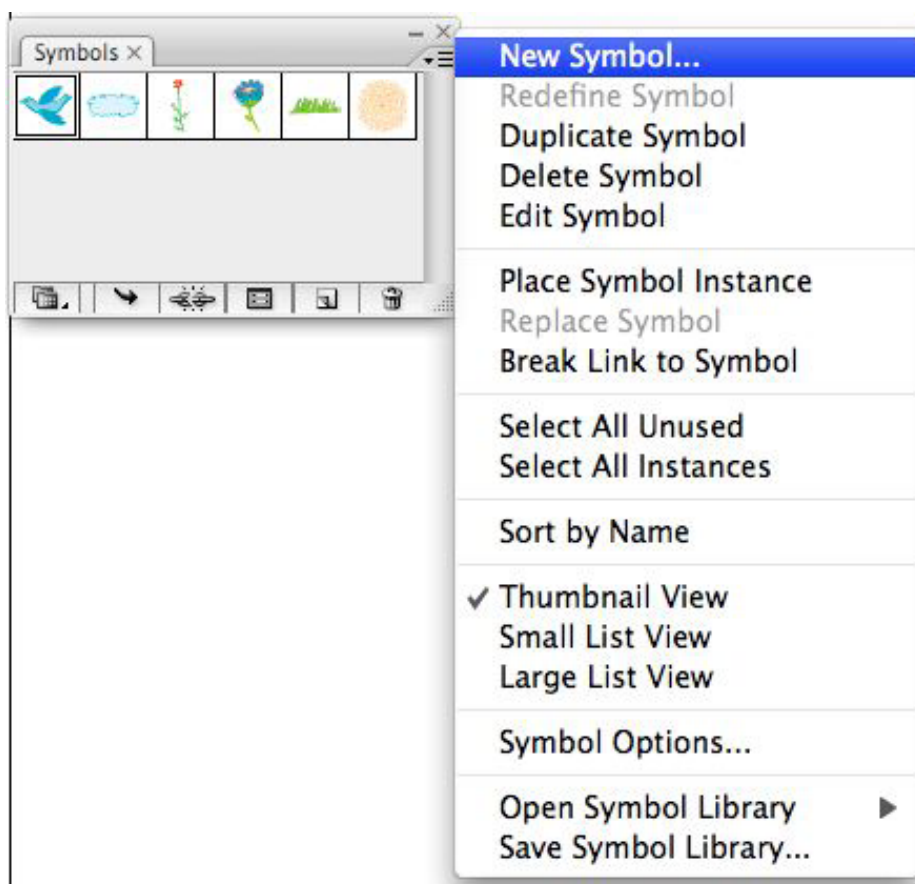 Symbols
New Symbol...
Redefine Symbol
Duplicate Symbol
Delete Symbol
Edit Symbol
Place Symbol Instance
Replace Symbol
Break Link to Symbol
Select All Unused
Select All Instances
Sort by Name
Thumbnail View
Small List View
Large List View
Symbol Options...
Open Symbol Library
Save Symbol Library...